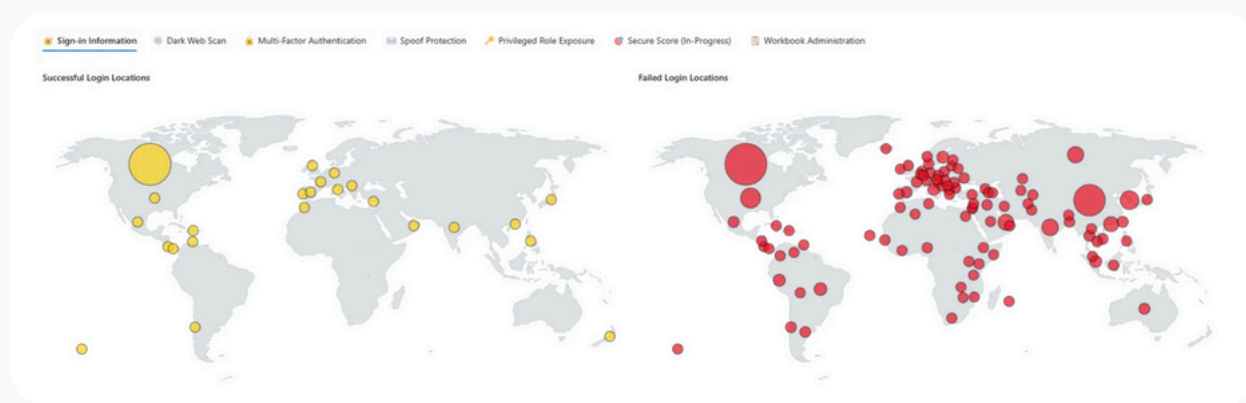 Sign-in Information Dark Web Scan Multi-Factor Authentication Spoof Protection Privileged Role Exposure Secure Score (In-Progress) Workbook Administration
Successful Login Locations Failed Login Locations